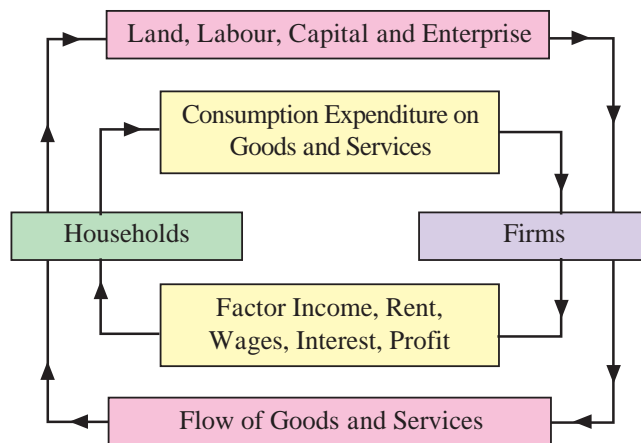 Land, Labour, Capital and Enterprise
Consumption Expenditure on
Goods and Services
Households
Firms
Factor Income, Rent,
Wages, Interest, Profit
Flow of Goods and Services